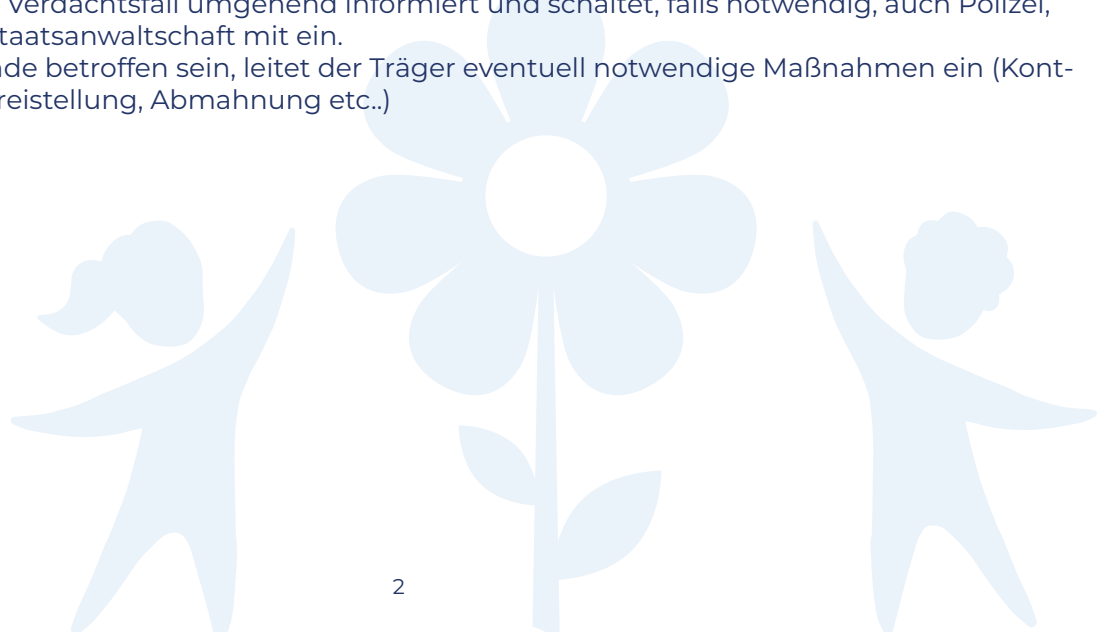 Verdachtsfall umgehend informiert und schaltet, falls notwendig, auch Polizei,
taatsanwaltschaft mit ein.
de betroffen sein, leitet der Träger eventuell notwendige Maßnahmen ein (Kont-
reistellung, Abmahnung etc..)
2